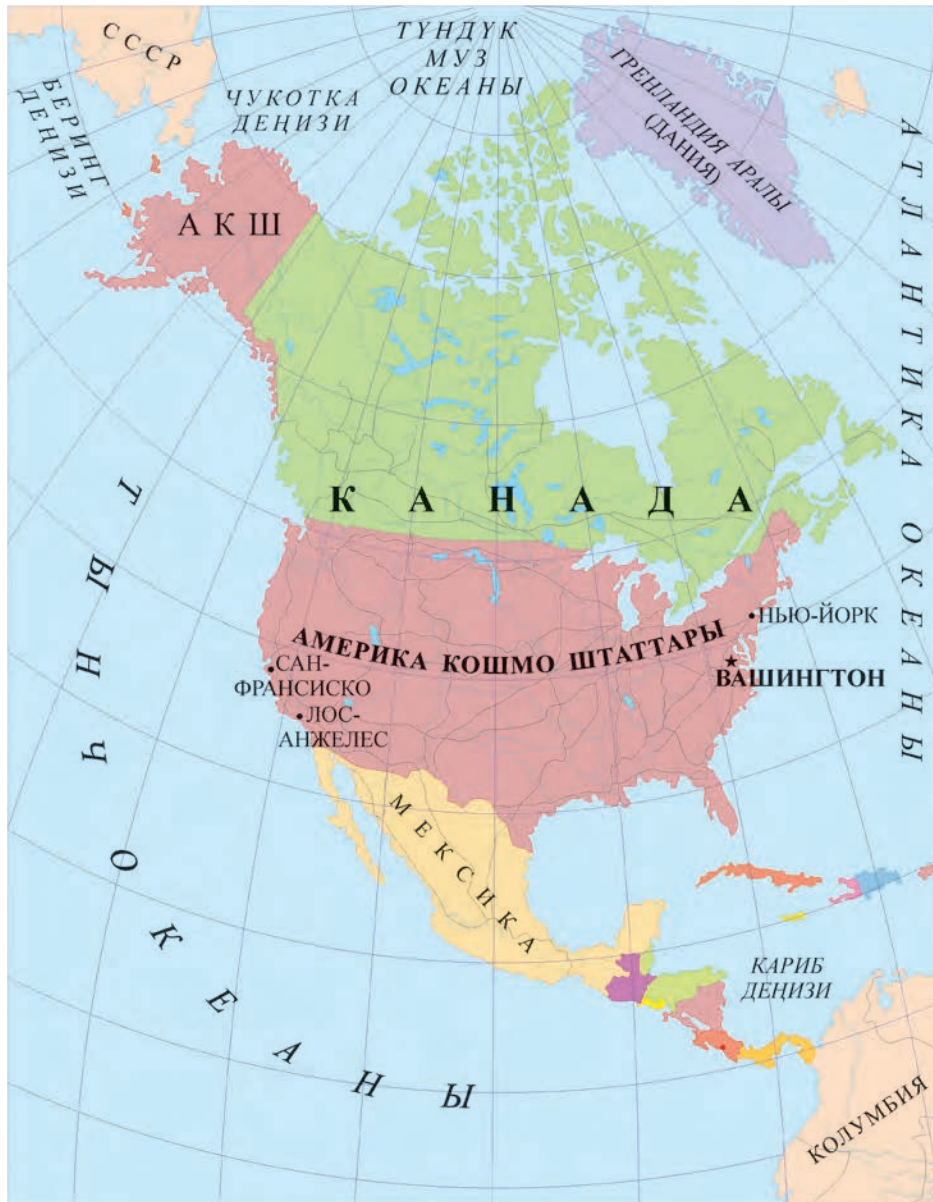 СССР
БЕРИНГ
ДЕҢИЗИ
ЧУКОТКА
ДЕҢИЗИ
ТҮНДҮК
МУЗ
ОКЕАНЫ
ГРЕНЛАНДИЯ АРАЛЫ
(ДАНИЯ)
АТЛАНТИКА ОКЕАНЫ
АКШ
КАНАДА
ТЫНЧ ОКЕАНЫ
АМЕРИКА КОШМО ШТАТТАРЫ
НЬЮ-ЙОРК
ВАШИНГТОН
САН-
ФРАНСИСКО
ЛОС-
АНЖЕЛЕС
МЕКСИКА
КАРИБ
ДЕҢИЗИ
КОЛУМБИЯ